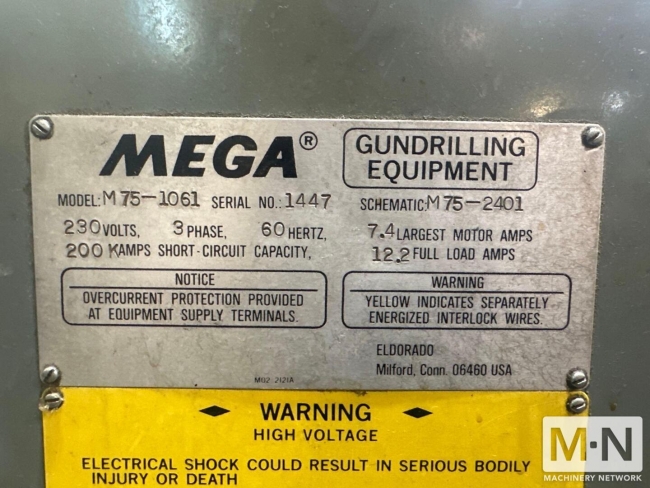 MEGA®
GUNDRILLING
EQUIPMENT
MODEL: M75-1061 SERIAL NO.: 1447 SCHEMATIC: M75-2401
230 VOLTS, 3 PHASE, 60 HERTZ, 7.4 LARGEST MOTOR AMPS
200 KAMPS SHORT-CIRCUIT CAPACITY, 12.2 FULL LOAD AMPS
NOTICE
OVERCURRENT PROTECTION PROVIDED
AT EQUIPMENT SUPPLY TERMINALS.
WARNING
YELLOW INDICATES SEPARATELY
ENERGIZED INTERLOCK WIRES.
ELDORADO
Milford, Conn. 06460 USA
WARNING
HIGH VOLTAGE
ELECTRICAL SHOCK COULD RESULT IN SERIOUS BODILY
INJURY OR DEATH
M·N
MACHINERY NETWORK